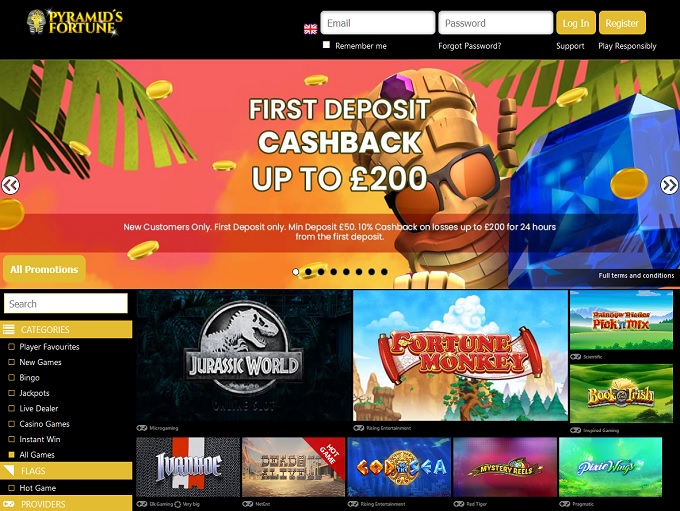 PYRAMID'S
FORTUNE
Email
Password
Log In
Register
Remember me
Forgot Password?
Support
Play Responsibly
FIRST DEPOSIT
CASHBACK
UP TO £200
New Customers Only. First Deposit only. Min Deposit £50. 10% Cashback on losses up to £200 for 24 hours
from the first deposit.
All Promotions
Full terms and conditions
Search
CATEGORIES
Player Favourites
New Games
Bingo
Jackpots
Live Dealer
Casino Games
Instant Win
All Games
FLAGS
Hot Game
PROVIDERS
JURASSIC WORLD
ONLINE SLOT
Microgaming
FORTUNE
MONKEY
Rising Entertainment
Rainbow Riches
Pick'n'Mix
Scientific
Book of the Irish
Inspired Gaming
IVANHOE
Elk Gaming
Very big
DEAD OR
ALIVE
HOT
GAME
NetEnt
GOD OF THE SEA
Rising Entertainment
MYSTERY REELS
Red Tiger
Pixie Wings
Pragmatic